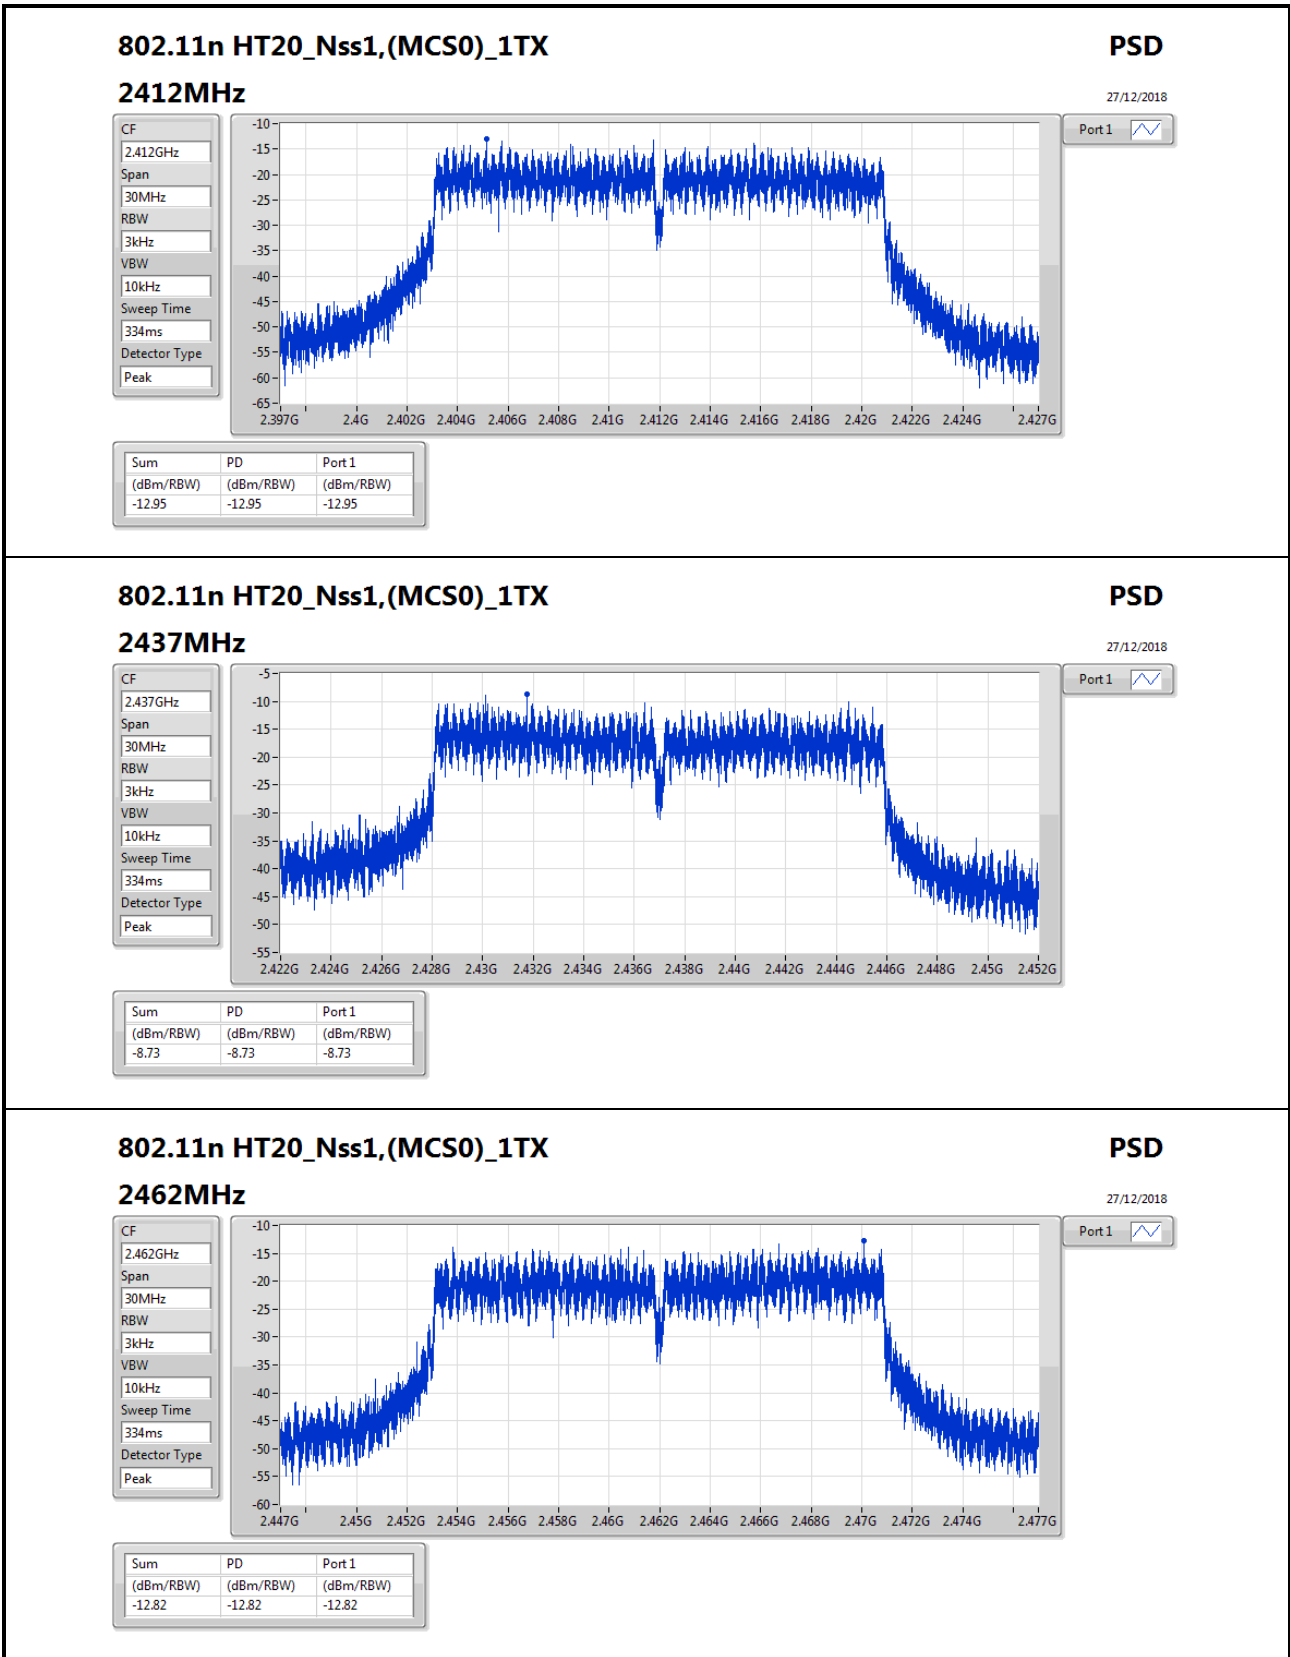 802.11n HT20_Nss1,(MCS0)_1TX PSD
2412MHz 27/12/2018
CF
2.412GHz
Span
30MHz
RBW
3kHz
VBW
10kHz
Sweep Time
334ms
Detector Type
Peak
-10
-15
-20
-25
-30
-35
-40
-45
-50
-55
-60
-65
2.397G 2.4G 2.402G 2.404G 2.406G 2.408G 2.41G 2.412G 2.414G 2.416G 2.418G 2.42G 2.422G 2.424G 2.427G
Port 1
Sum PD Port 1
(dBm/RBW) (dBm/RBW) (dBm/RBW)
-12.95 -12.95 -12.95
802.11n HT20_Nss1,(MCS0)_1TX PSD
2437MHz 27/12/2018
CF
2.437GHz
Span
30MHz
RBW
3kHz
VBW
10kHz
Sweep Time
334ms
Detector Type
Peak
-5
-10
-15
-20
-25
-30
-35
-40
-45
-50
-55
2.422G 2.424G 2.426G 2.428G 2.43G 2.432G 2.434G 2.436G 2.438G 2.44G 2.442G 2.444G 2.446G 2.448G 2.45G 2.452G
Port 1
Sum PD Port 1
(dBm/RBW) (dBm/RBW) (dBm/RBW)
-8.73 -8.73 -8.73
802.11n HT20_Nss1,(MCS0)_1TX PSD
2462MHz 27/12/2018
CF
2.462GHz
Span
30MHz
RBW
3kHz
VBW
10kHz
Sweep Time
334ms
Detector Type
Peak
-10
-15
-20
-25
-30
-35
-40
-45
-50
-55
-60
2.447G 2.45G 2.452G 2.454G 2.456G 2.458G 2.46G 2.462G 2.464G 2.466G 2.468G 2.47G 2.472G 2.474G 2.477G
Port 1
Sum PD Port 1
(dBm/RBW) (dBm/RBW) (dBm/RBW)
-12.82 -12.82 -12.82